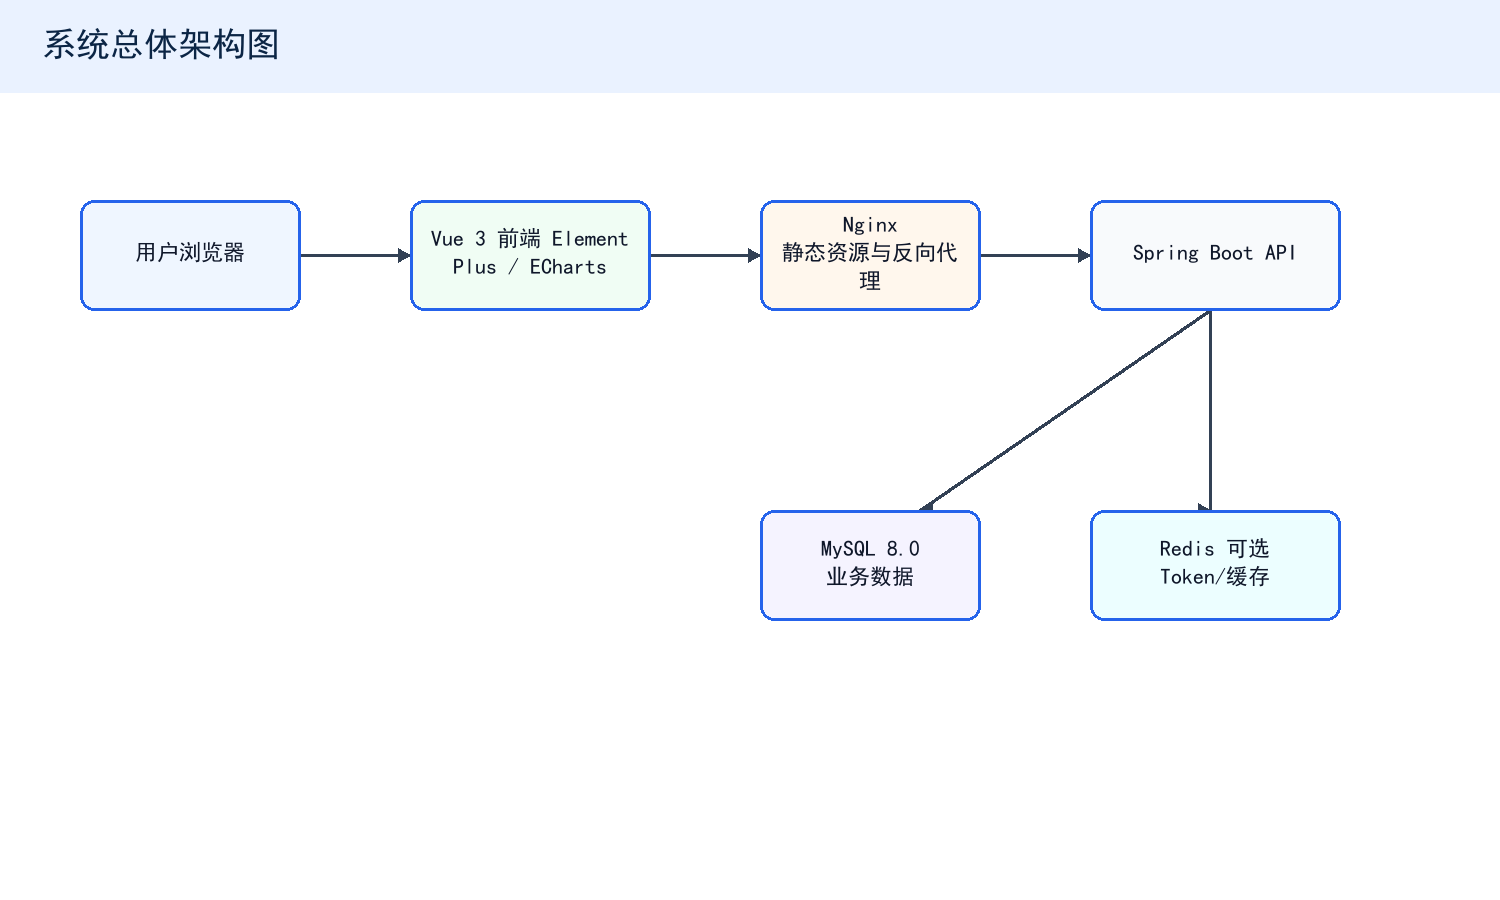 系统总体架构图
用户浏览器
Vue 3 前端 Element
Plus / ECharts
Nginx
静态资源与反向代
理
Spring Boot API
MySQL 8.0
业务数据
Redis 可选
Token/缓存